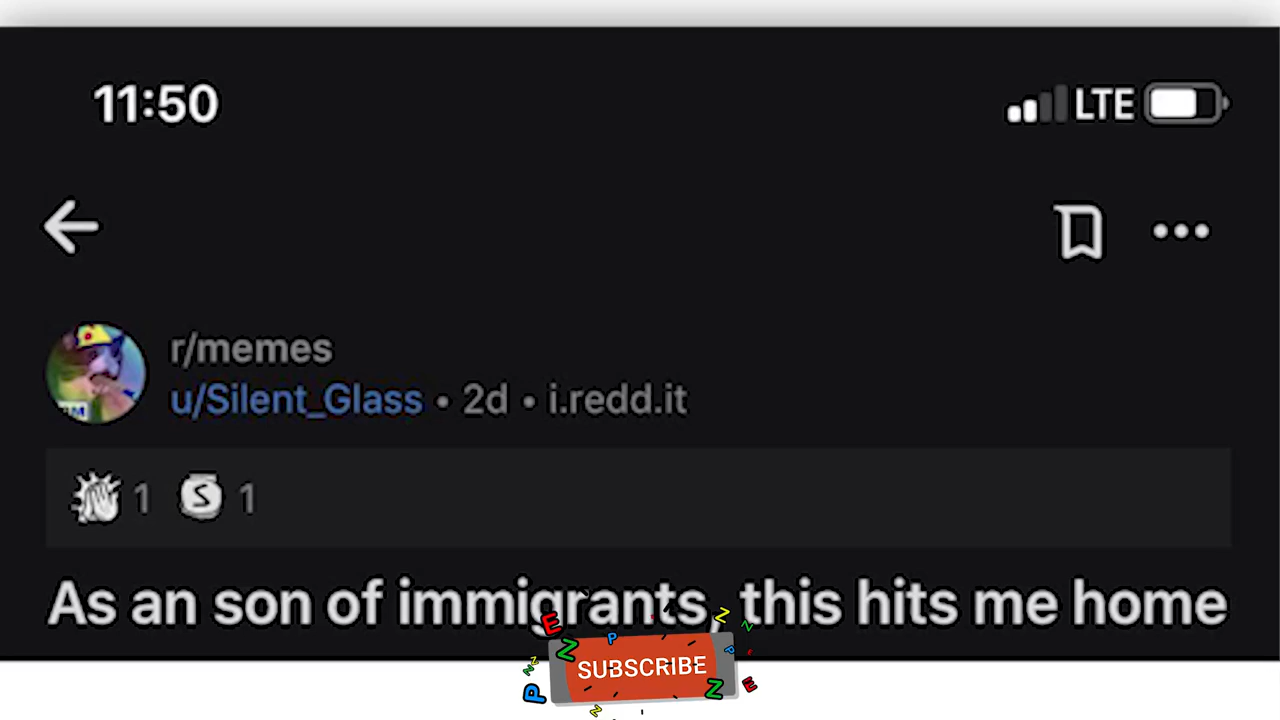 11:50 LTE
r/memes
u/Silent_Glass • 2d • i.redd.it
1 S 1
As an son of immigrants, this hits me home
SUBSCRIBE
E Z N P Z N P N Z P Z E Z